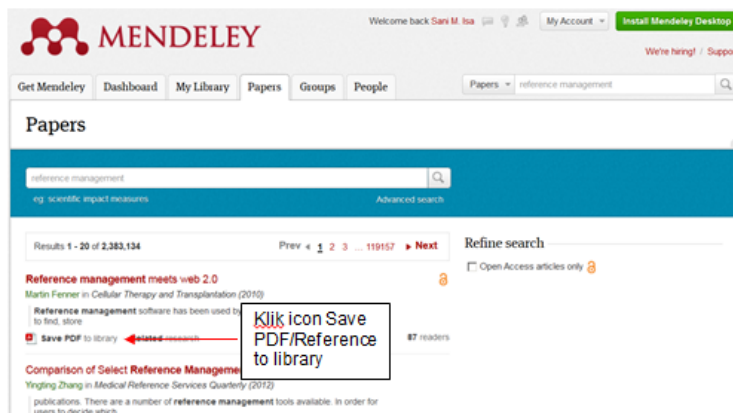 MENDELEY
Welcome back Sani M. Isa
My Account
Install Mendeley Desktop
We're hiring! / Suppo
Get Mendeley
Dashboard
My Library
Papers
Groups
People
Papers
reference management
Papers
reference management
eg. scientific impact measures
Advanced search
Results 1 - 20 of 2,383,134
Prev « 1 2 3 ... 119157 ▸ Next
Refine search
Open Access articles only
Reference management meets web 2.0
Martin Fenner in Cellular Therapy and Transplantation (2010)
Reference management software has been used by
to find, store
Save PDF to library
Related research
87 readers
Klik icon Save
PDF/Reference
to library
Comparison of Select Reference Manageme
Yingting Zhang in Medical Reference Services Quarterly (2012)
publications. There are a number of reference management tools available. In order for
users to decide which